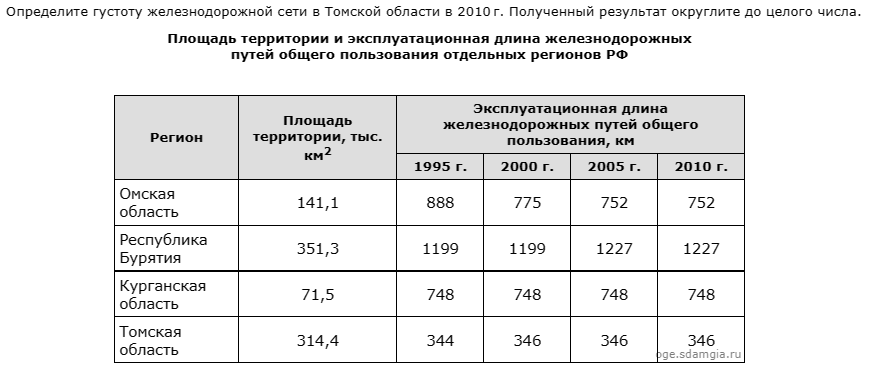 Определите густоту железнодорожной сети в Томской области в 2010 г. Полученный результат округлите до целого числа.
Площадь территории и эксплуатационная длина железнодорожных
путей общего пользования отдельных регионов РФ
Регион
Площадь
территории, тыс.
км²
Эксплуатационная длина
железнодорожных путей общего
пользования, км
1995 г. 2000 г. 2005 г. 2010 г.
Омская
область
141,1 888 775 752 752
Республика
Бурятия
351,3 1199 1199 1227 1227
Курганская
область
71,5 748 748 748 748
Томская
область
314,4 344 346 346 346
oge.sdamgia.ru